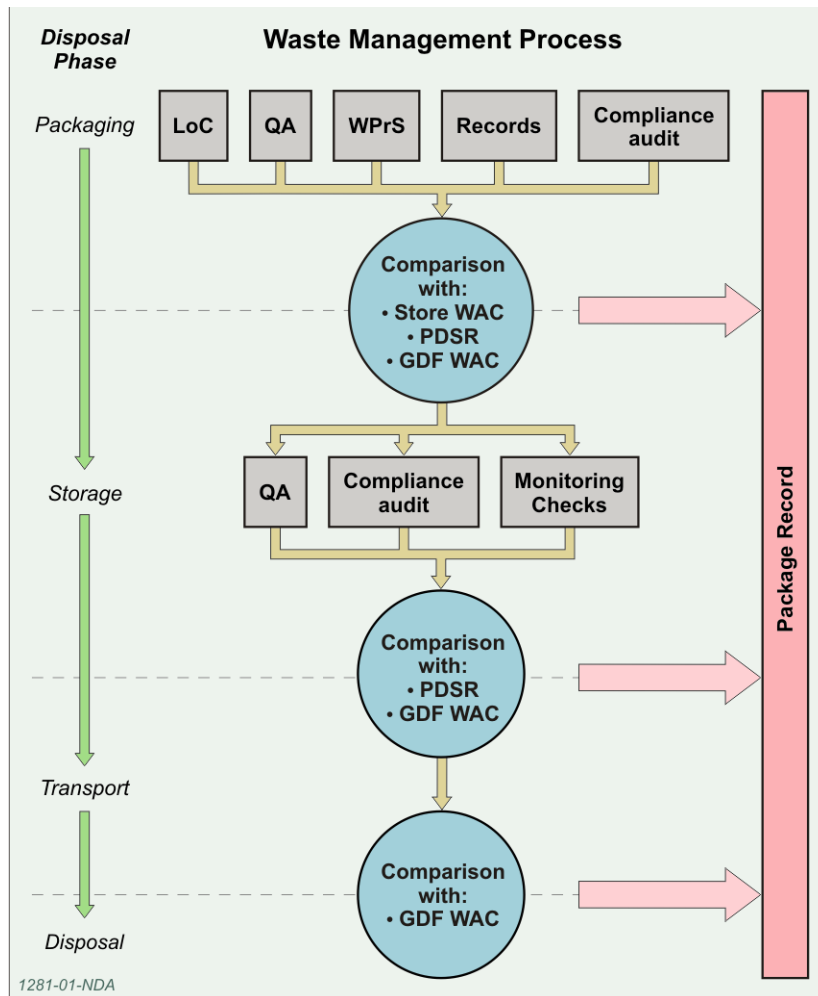 Disposal
Phase
Waste Management Process
Packaging
LoC
QA
WPrS
Records
Compliance
audit
Comparison
with:
• Store WAC
• PDSR
• GDF WAC
Storage
QA
Compliance
audit
Monitoring
Checks
Package Record
Comparison
with:
• PDSR
• GDF WAC
Transport
Comparison
with:
• GDF WAC
Disposal
1281-01-NDA